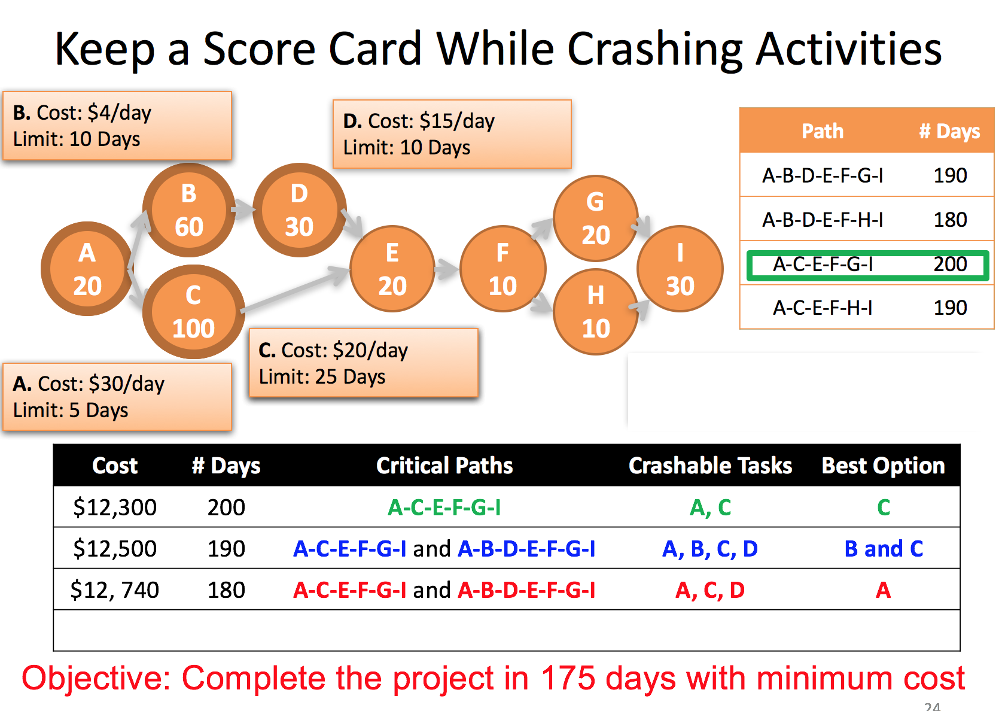 Keep a Score Card While Crashing Activities
B. Cost: $4/day
Limit: 10 Days
D. Cost: $15/day
Limit: 10 Days
Path # Days
A-B-D-E-F-G-I 190
A-B-D-E-F-H-I 180
A-C-E-F-G-I 200
A-C-E-F-H-I 190
B
60
D
30
G
20
A
20
E
20
F
10
I
30
C
100
H
10
C. Cost: $20/day
Limit: 25 Days
A. Cost: $30/day
Limit: 5 Days
Cost # Days Critical Paths Crashable Tasks Best Option
$12,300 200 A-C-E-F-G-I A, C C
$12,500 190 A-C-E-F-G-I and A-B-D-E-F-G-I A, B, C, D B and C
$12, 740 180 A-C-E-F-G-I and A-B-D-E-F-G-I A, C, D A
Objective: Complete the project in 175 days with minimum cost
24